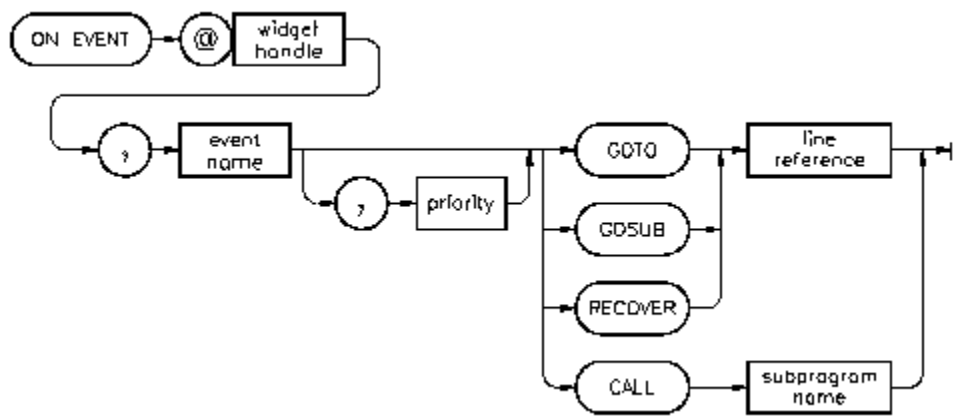 ON EVENT @ widget
handle
, event
name
GOTO line
reference
, priority
GOSUB
RECOVER
CALL subprogram
name